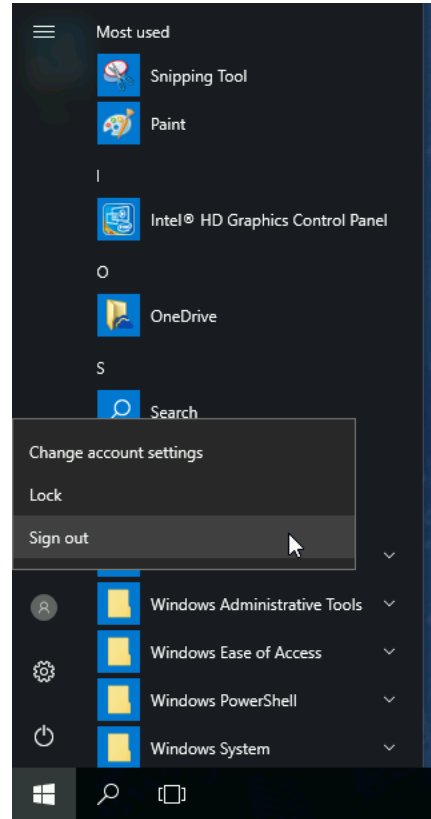 Most used
Snipping Tool
Paint
I
Intel® HD Graphics Control Panel
O
OneDrive
S
Search
Change account settings
Lock
Sign out
Windows Administrative Tools
Windows Ease of Access
Windows PowerShell
Windows System